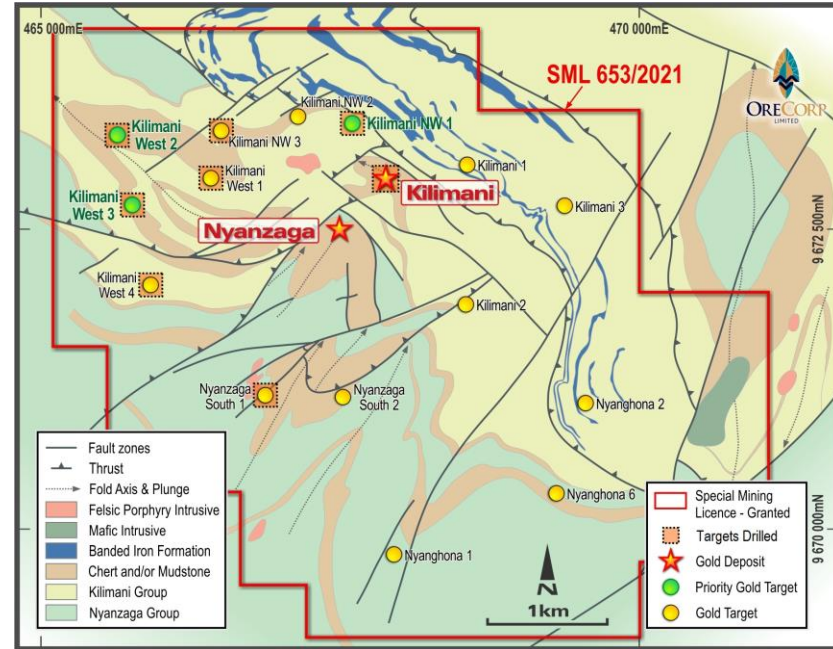 465 000mE
470 000mE
SML 653/2021
ORECORP
LIMITED
Kilimani NW 2
Kilimani
West 2
Kilimani NW 3
Kilimani NW 1
Kilimani 1
Kilimani
West 1
Kilimani
Kilimani
West 3
Kilimani 3
Nyanzaga
9 672 500mN
Kilimani
West 4
Kilimani 2
Nyanzaga
South 1
Nyanzaga
South 2
Nyanghona 2
Nyanghona 6
Nyanghona 1
9 670 000mN
N
1km
Fault zones
Thrust
Fold Axis & Plunge
Felsic Porphyry Intrusive
Mafic Intrusive
Banded Iron Formation
Chert and/or Mudstone
Kilimani Group
Nyanzaga Group
Special Mining
Licence - Granted
Targets Drilled
Gold Deposit
Priority Gold Target
Gold Target